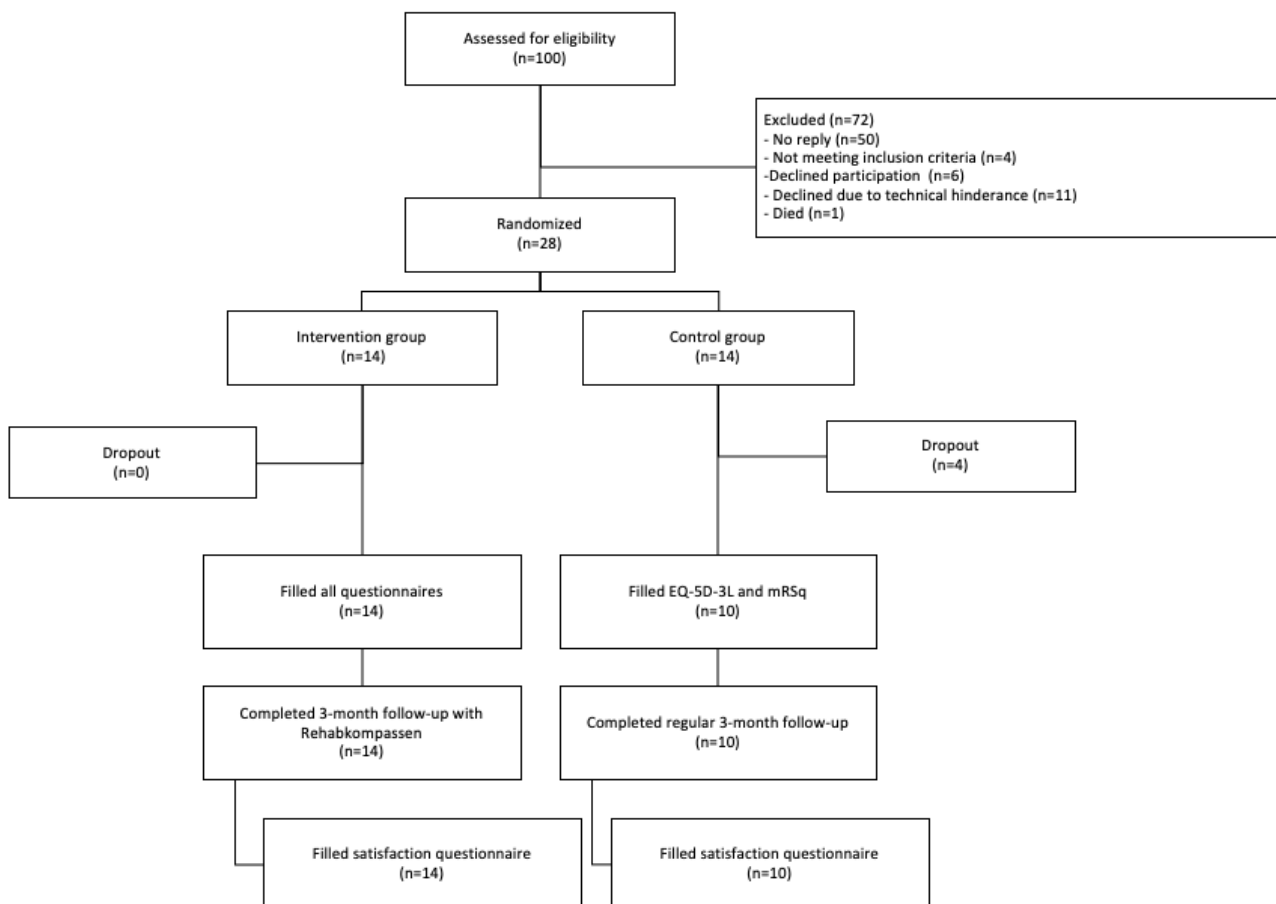 Assessed for eligibility
(n=100)
Excluded (n=72)
- No reply (n=50)
- Not meeting inclusion criteria (n=4)
-Declined participation  (n=6)
- Declined due to technical hinderance (n=11)
- Died (n=1)
Randomized
(n=28)
Intervention group
(n=14)
Control group
(n=14)
Dropout
(n=0)
Dropout
(n=4)
Filled all questionnaires
(n=14)
Filled EQ-5D-3L and mRSq
(n=10)
Completed 3-month follow-up with
Rehabkompassen
(n=14)
Completed regular 3-month follow-up
(n=10)
Filled satisfaction questionnaire
(n=14)
Filled satisfaction questionnaire
(n=10)